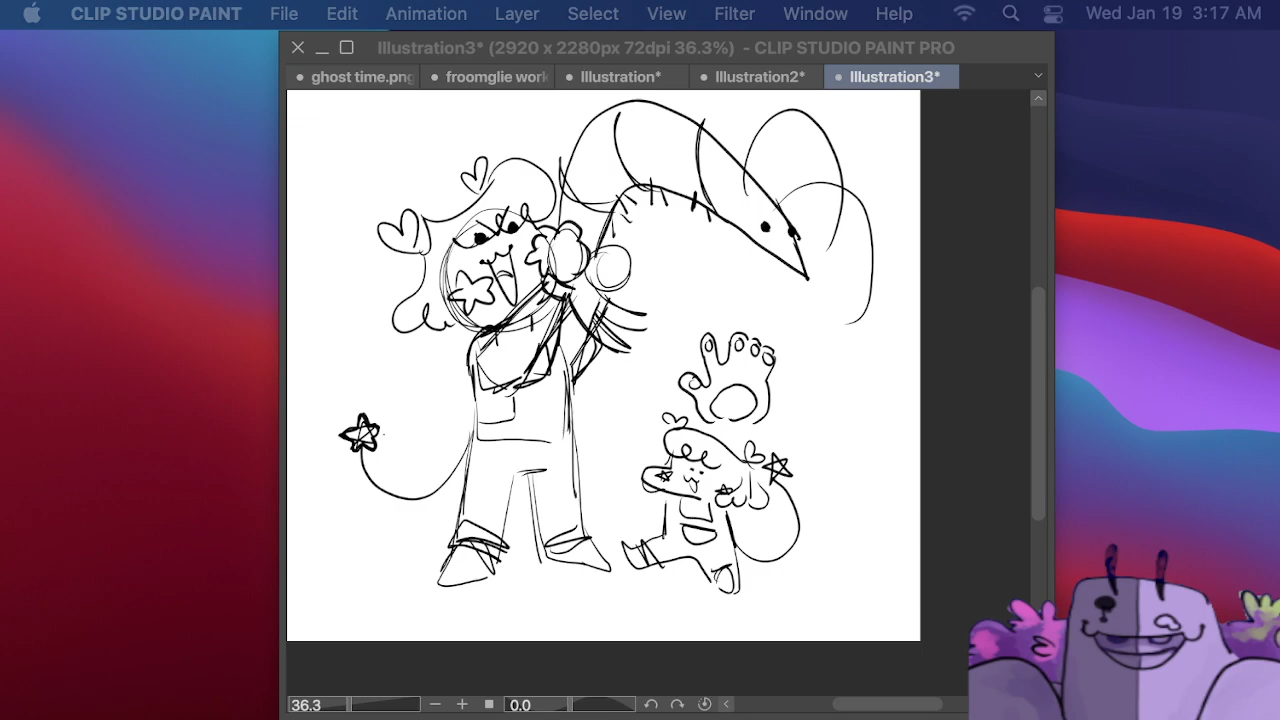 CLIP STUDIO PAINT File Edit Animation Layer Select View Filter Window Help Wed Jan 19 3:17 AM
Illustration3* (2920 x 2280px 72dpi 36.3%) - CLIP STUDIO PAINT PRO
ghost time.png froomglie work Illustration* Illustration2* Illustration3*
36.3 0.0